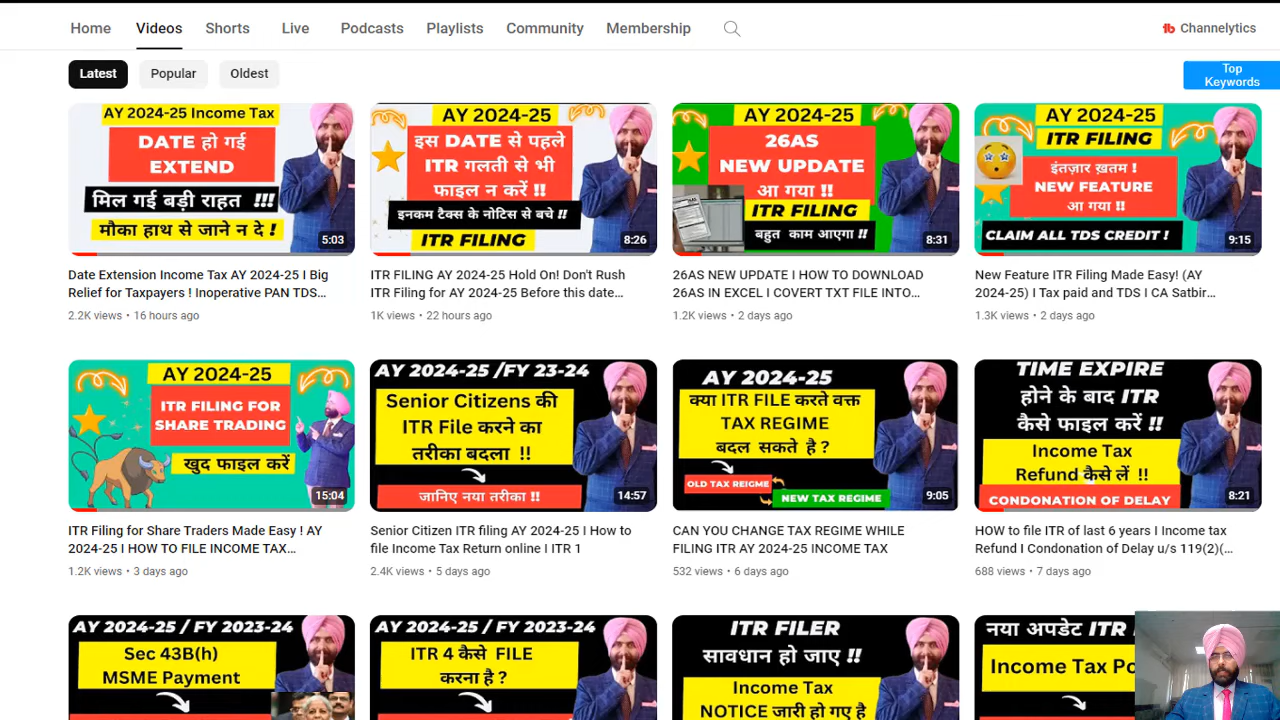 Home Videos Shorts Live Podcasts Playlists Community Membership
Channelytics
Latest Popular Oldest
Top
Keywords
AY 2024-25 Income Tax
DATE हो गई
EXTEND
मिल गई बड़ी राहत !!!
मौका हाथ से जाने न दे !
5:03
Date Extension Income Tax AY 2024-25 I Big
Relief for Taxpayers ! Inoperative PAN TDS...
2.2K views • 16 hours ago
AY 2024-25
इस DATE से पहले
ITR गलती से भी
फाइल न करें !!
इनकम टैक्स के नोटिस से बचे !!
ITR FILING
8:26
ITR FILING AY 2024-25 Hold On! Don't Rush
ITR Filing for AY 2024-25 Before this date...
1K views • 22 hours ago
AY 2024-25
26AS
NEW UPDATE
आ गया !!
ITR FILING
बहुत काम आएगा !!
8:31
26AS NEW UPDATE I HOW TO DOWNLOAD
26AS IN EXCEL I COVERT TXT FILE INTO...
1.2K views • 2 days ago
AY 2024-25
ITR FILING
इंतज़ार ख़तम !
NEW FEATURE
आ गया !!
CLAIM ALL TDS CREDIT !
9:15
New Feature ITR Filing Made Easy! (AY
2024-25) I Tax paid and TDS I CA Satbir...
1.3K views • 2 days ago
AY 2024-25
ITR FILING FOR
SHARE TRADING
खुद फाइल करें
15:04
ITR Filing for Share Traders Made Easy ! AY
2024-25 I HOW TO FILE INCOME TAX...
1.2K views • 3 days ago
AY 2024-25 /FY 23-24
Senior Citizens की
ITR File करने का
तरीका बदला !!
जानिए नया तरीका !!
14:57
Senior Citizen ITR filing AY 2024-25 I How to
file Income Tax Return online I ITR 1
2.4K views • 5 days ago
AY 2024-25
क्या ITR FILE करते वक्त
TAX REGIME
बदल सकते है ?
OLD TAX REIGME
NEW TAX REGIME
9:05
CAN YOU CHANGE TAX REGIME WHILE
FILING ITR AY 2024-25 INCOME TAX
532 views • 6 days ago
TIME EXPIRE
होने के बाद ITR
कैसे फाइल करें !!
Income Tax
Refund कैसे लें !!
CONDONATION OF DELAY
8:21
HOW to file ITR of last 6 years I Income tax
Refund I Condonation of Delay u/s 119(2)(...
688 views • 7 days ago
AY 2024-25 / FY 2023-24
Sec 43B(h)
MSME Payment
AY 2024-25 / FY 2023-24
ITR 4 कैसे FILE
करना है ?
ITR FILER
सावधान हो जाए !!
Income Tax
NOTICE जारी हो गए है
नया अपडेट ITR
Income Tax Po